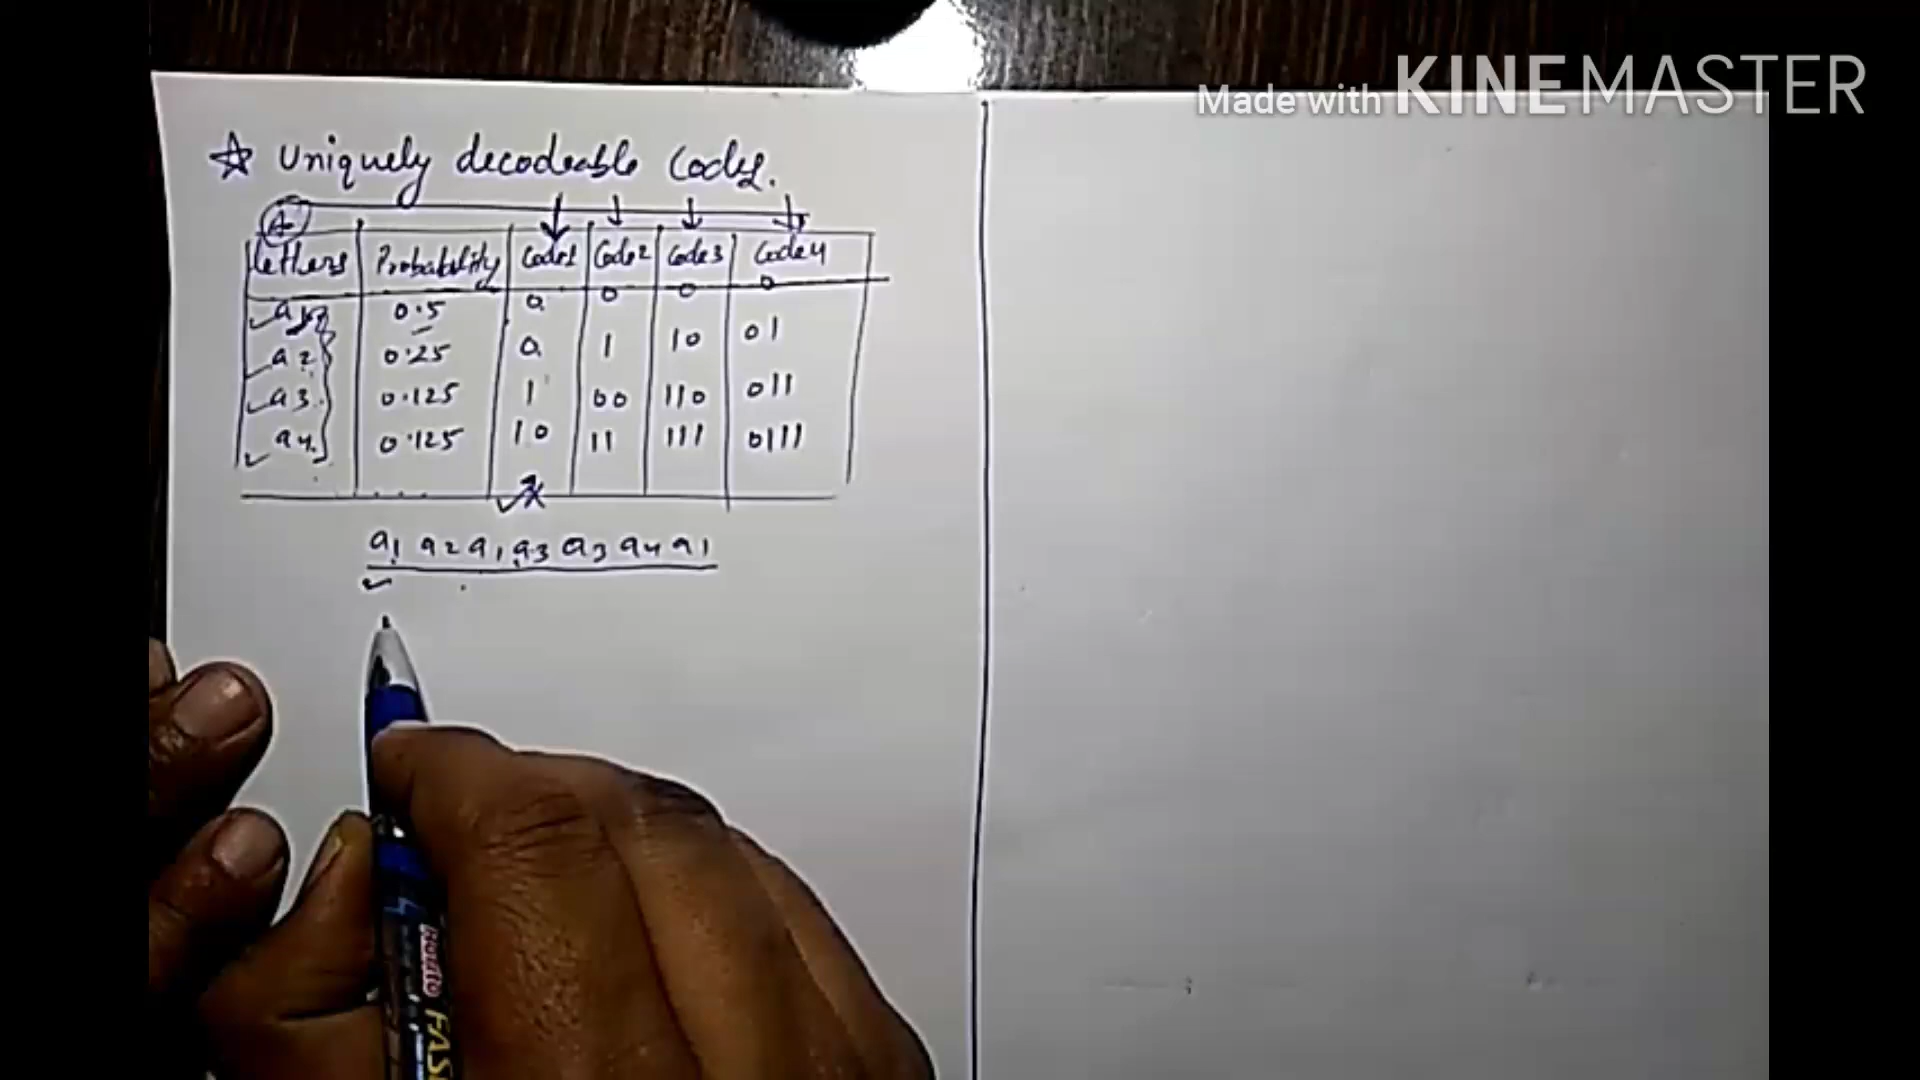 Made with KINEMASTER
☆ Uniquely decodeable Codes.
A
letters Probability Code1 Code2 Code3 Code4
a1 0.5 0 0 0 0
a2 0.25 0 1 10 01
a3 0.125 1 00 110 011
a4 0.125 10 11 111 0111
a1 a2 a1 a3 a3 a4 a1